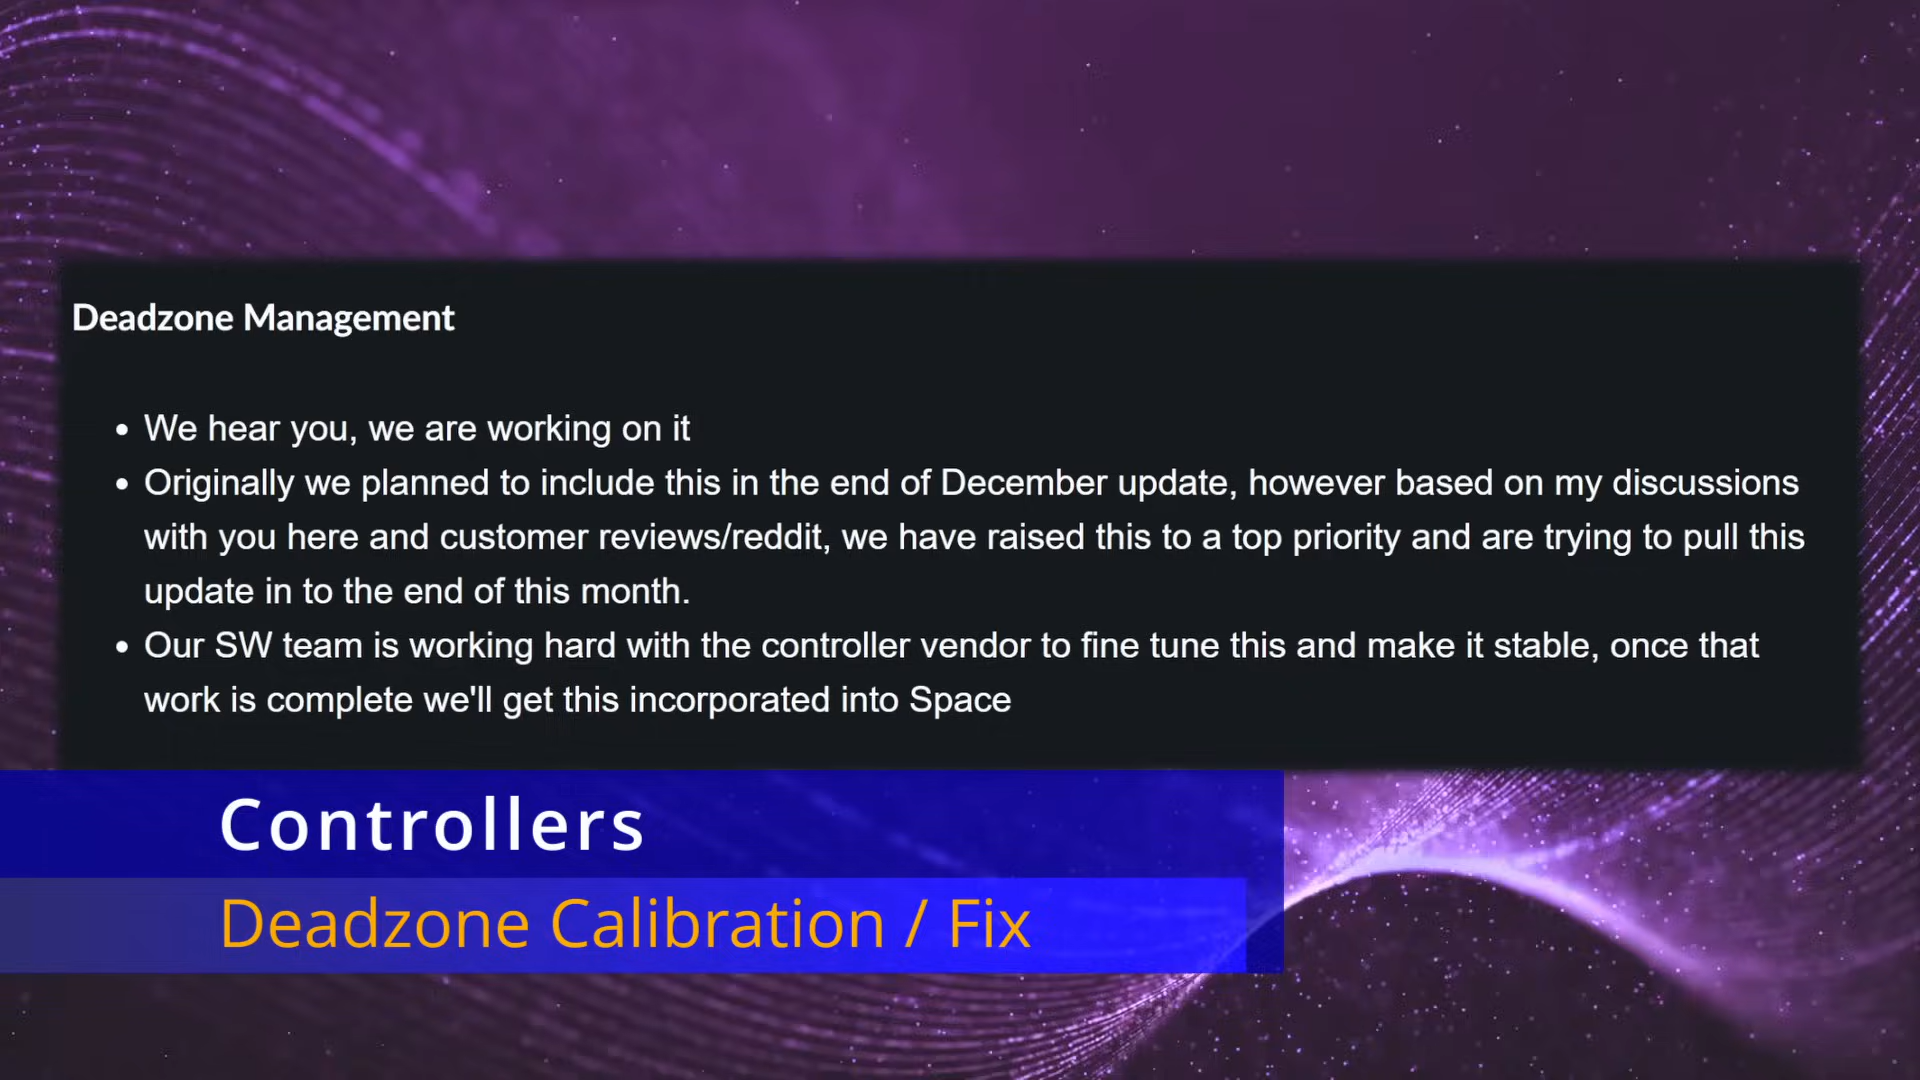 Deadzone Management
• We hear you, we are working on it
• Originally we planned to include this in the end of December update, however based on my discussions
with you here and customer reviews/reddit, we have raised this to a top priority and are trying to pull this
update in to the end of this month.
• Our SW team is working hard with the controller vendor to fine tune this and make it stable, once that
work is complete we'll get this incorporated into Space
Controllers
Deadzone Calibration / Fix